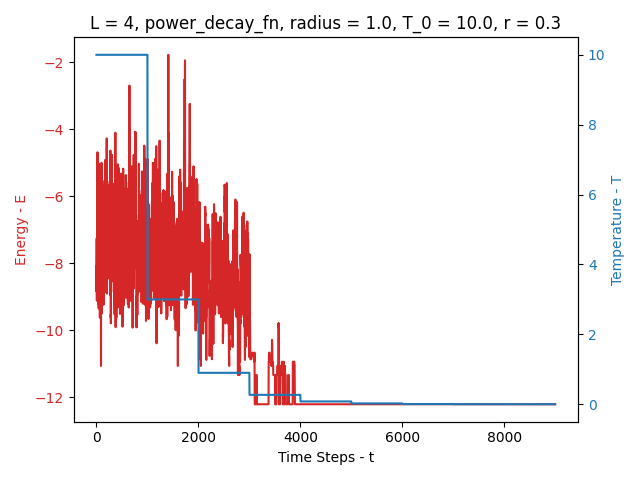 L = 4, power_decay_fn, radius = 1.0, T_0 = 10.0, r = 0.3
−2
−4
−6
−8
−10
−12
Energy - E
10
8
6
4
2
0
Temperature - T
0 2000 4000 6000 8000
Time Steps - t